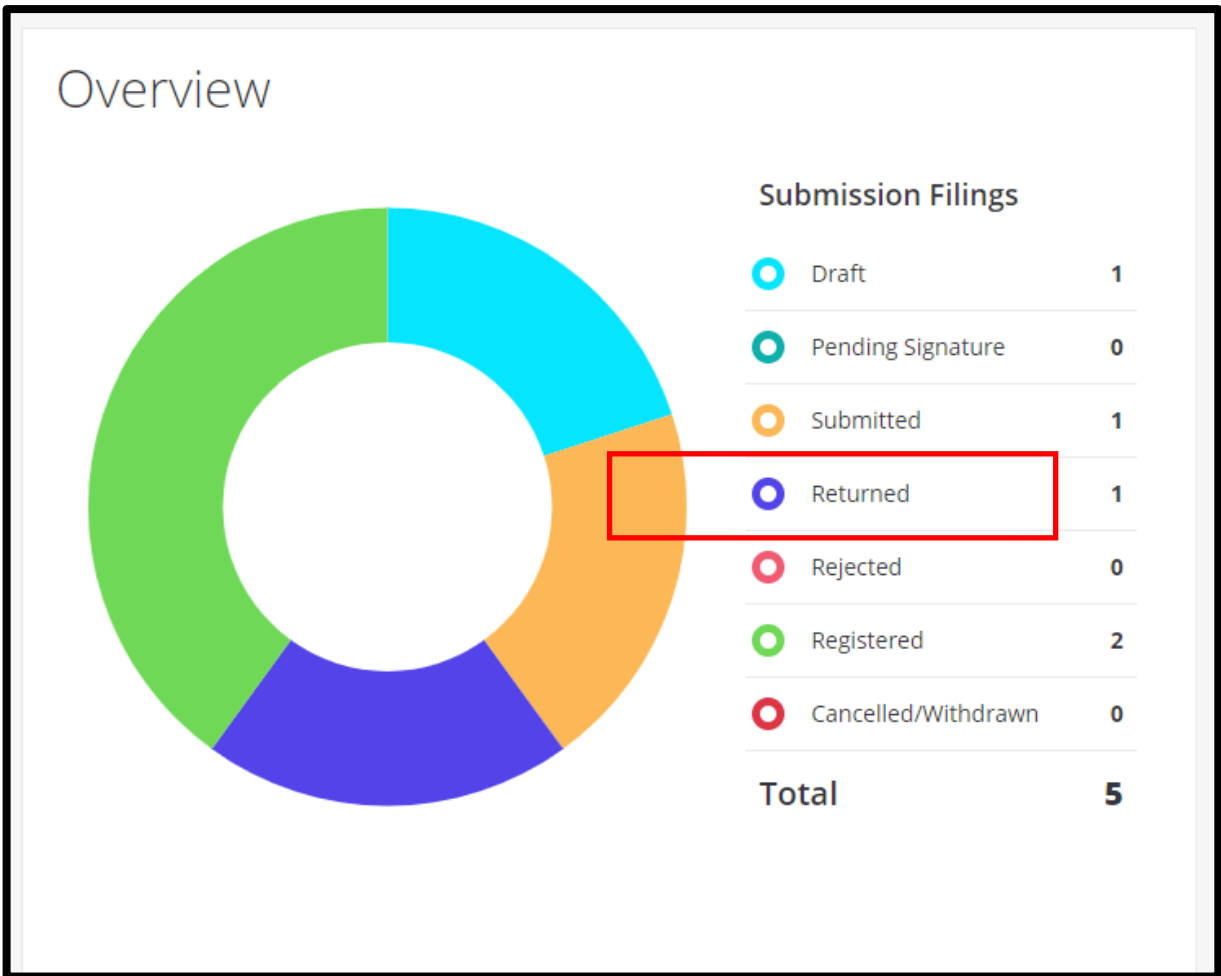 Overview
Submission Filings
Draft 1
Pending Signature 0
Submitted 1
Returned 1
Rejected 0
Registered 2
Cancelled/Withdrawn 0
Total 5